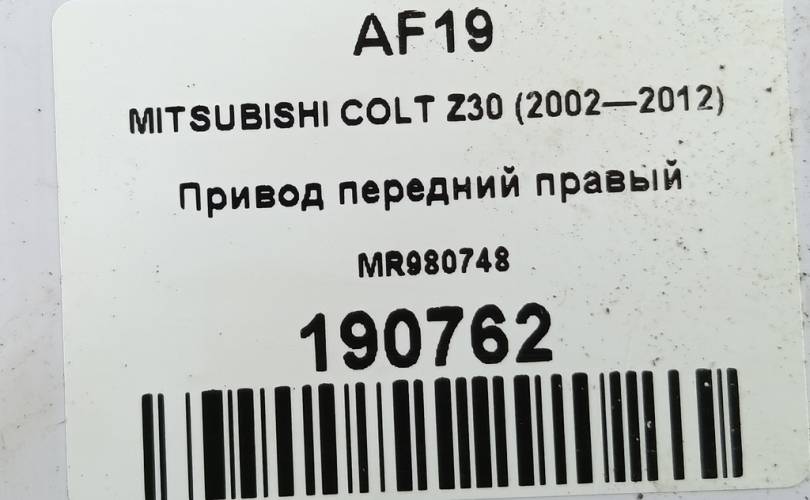 AF19
MITSUBISHI COLT Z30 (2002—2012)
Привод передний правый
MR980748
190762